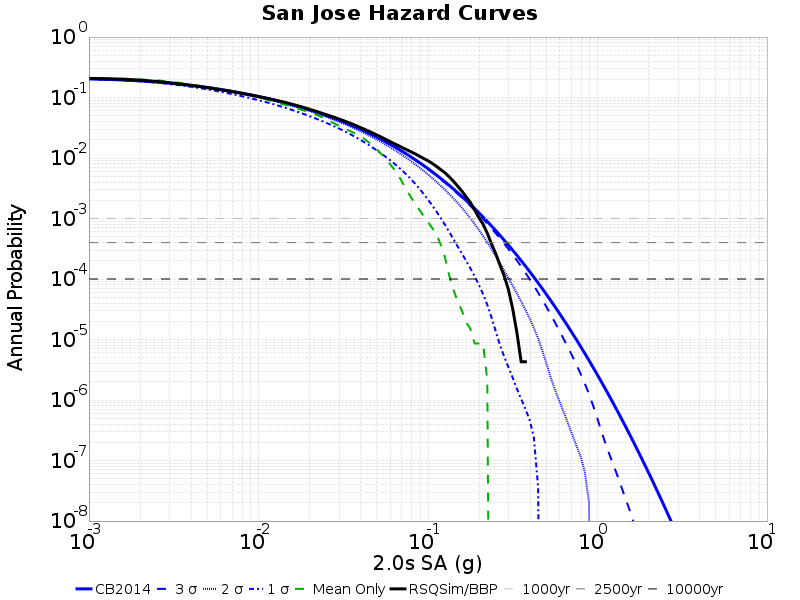 San Jose Hazard Curves
10^0
10^-1
10^-2
10^-3
10^-4
10^-5
10^-6
10^-7
10^-8
Annual Probability
10^-3 10^-2 10^-1 10^0 10^1
2.0s SA (g)
CB2014 3 σ 2 σ 1 σ Mean Only RSQSim/BBP 1000yr 2500yr 10000yr